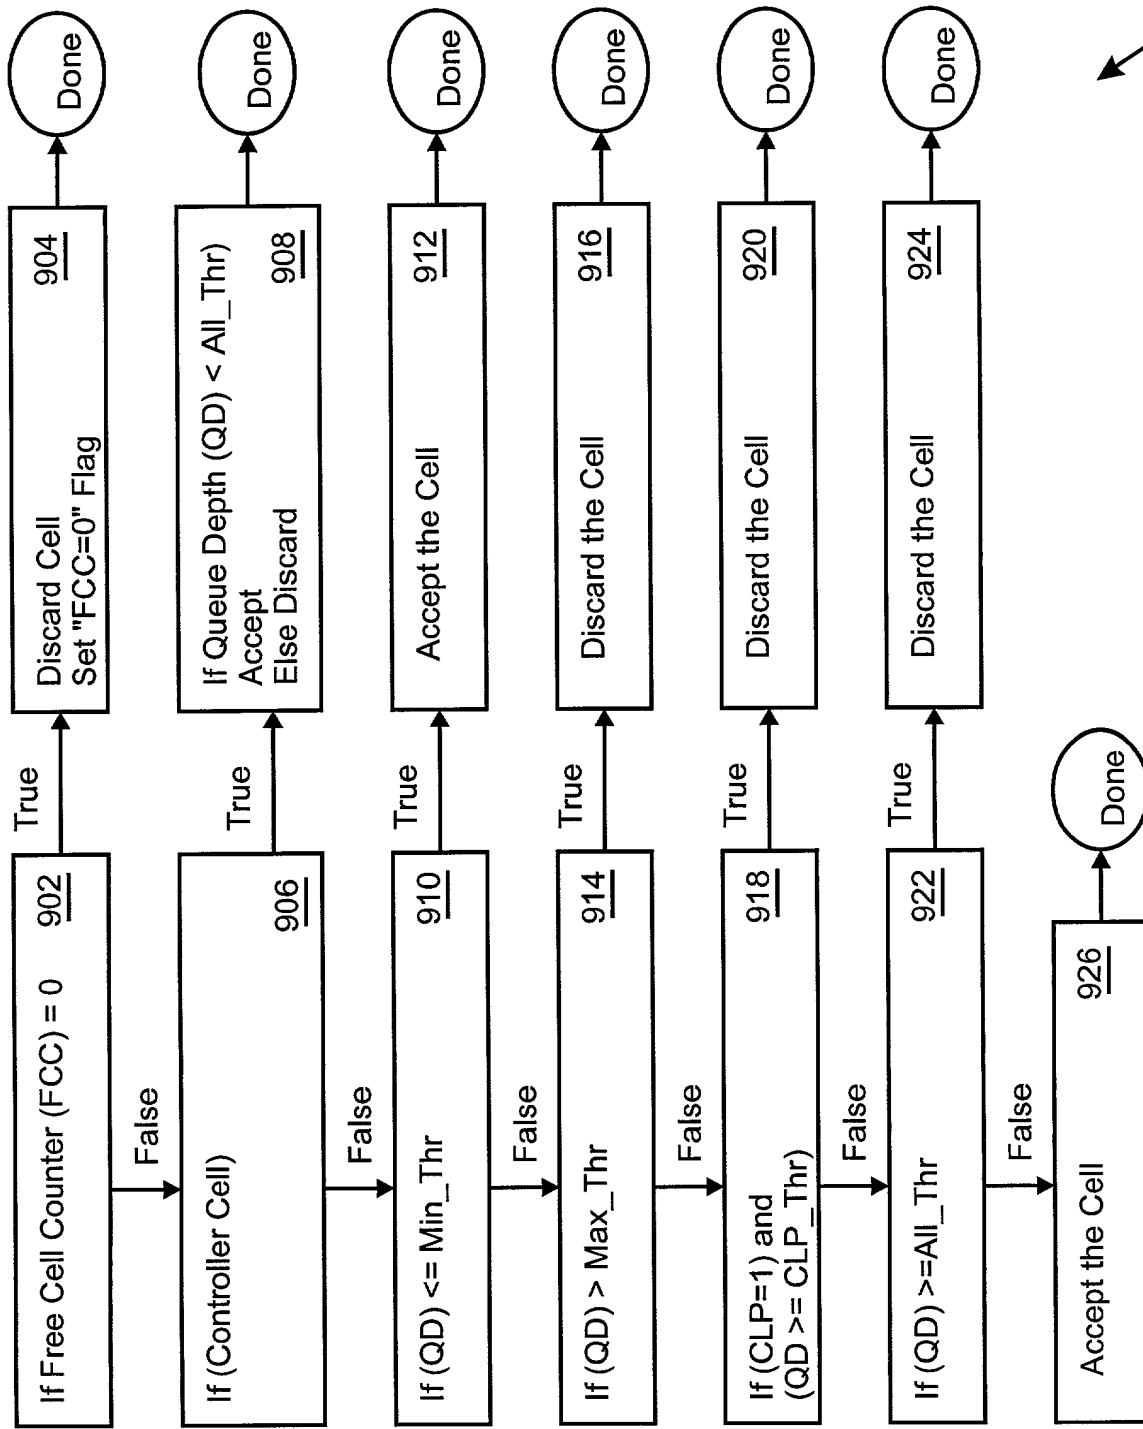 If Free Cell Counter (FCC) = 0
902
True
Discard Cell
Set "FCC=0" Flag
904
Done
False
If (Controller Cell)
906
True
If Queue Depth (QD) < All_Thr)
Accept
Else Discard
908
Done
False
If (QD) <= Min_Thr
910
True
Accept the Cell
912
Done
False
If (QD) > Max_Thr
914
True
Discard the Cell
916
Done
False
If (CLP=1) and
(QD >= CLP_Thr)
918
True
Discard the Cell
920
Done
False
If (QD) >=All_Thr
922
True
Discard the Cell
924
Done
False
Accept the Cell
926
Done